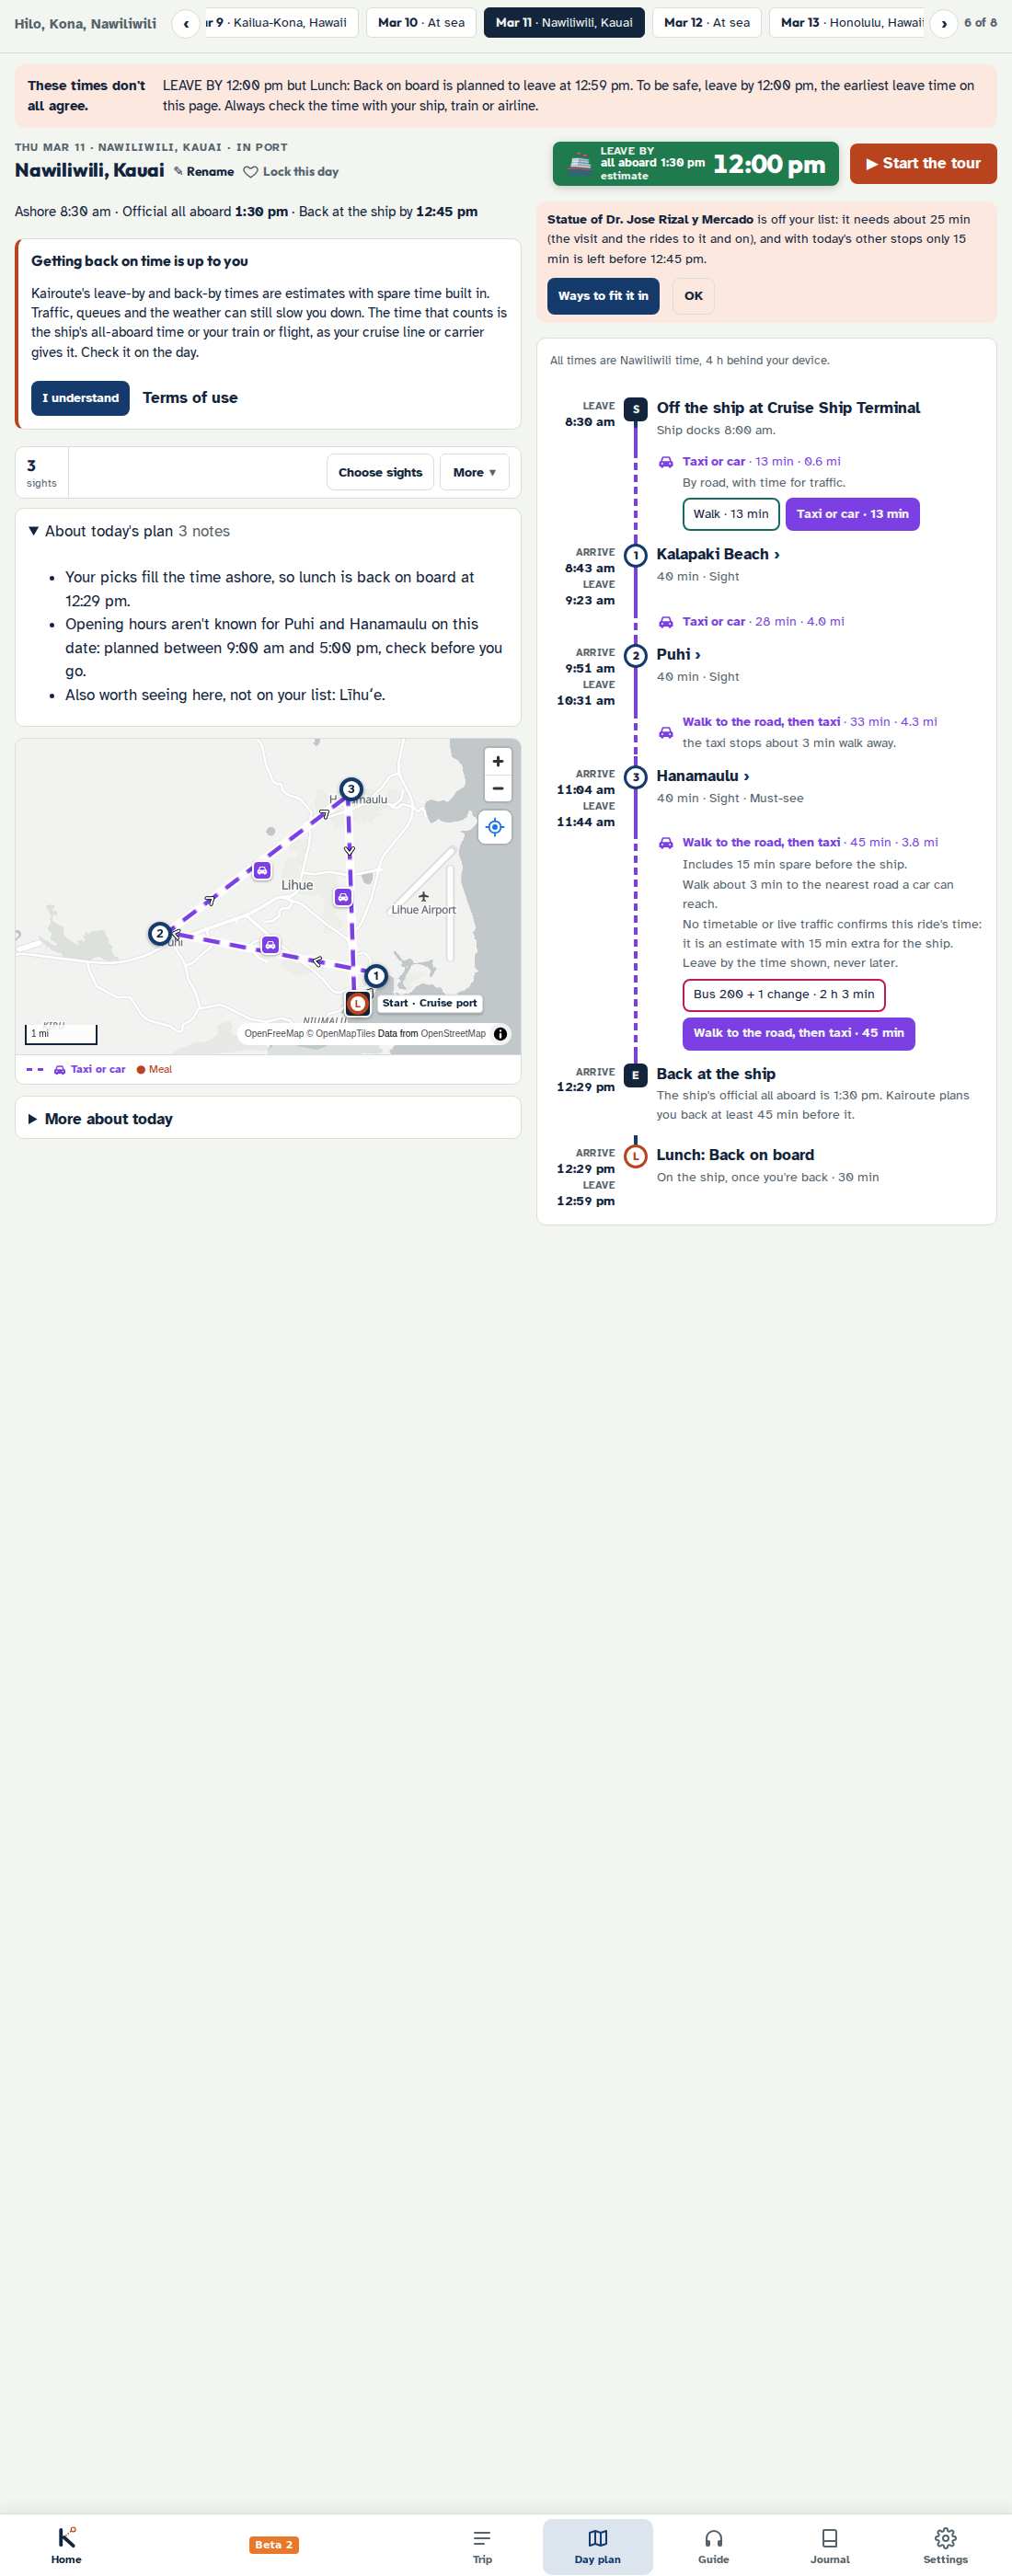 Hilo, Kona, Nawiliwili
‹
ır 9 · Kailua-Kona, Hawaii
Mar 10 · At sea
Mar 11 · Nawiliwili, Kauai
Mar 12 · At sea
Mar 13 · Honolulu, Hawaii
›
6 of 8
These times don't all agree.
LEAVE BY 12:00 pm but Lunch: Back on board is planned to leave at 12:59 pm. To be safe, leave by 12:00 pm, the earliest leave time on
this page. Always check the time with your ship, train or airline.
THU MAR 11 · NAWILIWILI, KAUAI · IN PORT
Nawiliwili, Kauai
✎ Rename
Lock this day
LEAVE BY
all aboard 1:30 pm
estimate
12:00 pm
▶ Start the tour
Ashore 8:30 am · Official all aboard 1:30 pm · Back at the ship by 12:45 pm
Getting back on time is up to you
Kairoute's leave-by and back-by times are estimates with spare time built in.
Traffic, queues and the weather can still slow you down. The time that counts is
the ship's all-aboard time or your train or flight, as your cruise line or carrier
gives it. Check it on the day.
I understand
Terms of use
3
sights
Choose sights
More ▼
▼ About today's plan 3 notes
• Your picks fill the time ashore, so lunch is back on board at
12:29 pm.
• Opening hours aren't known for Puhi and Hanamaulu on this
date: planned between 9:00 am and 5:00 pm, check before you
go.
• Also worth seeing here, not on your list: Līhuʻe.
3
Lihue
Lihue Airport
2
1
L
Start · Cruise port
NIUMALU
1 mi
OpenFreeMap © OpenMapTiles Data from OpenStreetMap
+
−
Taxi or car
Meal
▶ More about today
Statue of Dr. Jose Rizal y Mercado is off your list: it needs about 25 min
(the visit and the rides to it and on), and with today's other stops only 15
min is left before 12:45 pm.
Ways to fit it in
OK
All times are Nawiliwili time, 4 h behind your device.
LEAVE
8:30 am
S
Off the ship at Cruise Ship Terminal
Ship docks 8:00 am.
Taxi or car · 13 min · 0.6 mi
By road, with time for traffic.
Walk · 13 min
Taxi or car · 13 min
ARRIVE
8:43 am
LEAVE
9:23 am
1
Kalapaki Beach ›
40 min · Sight
Taxi or car · 28 min · 4.0 mi
ARRIVE
9:51 am
LEAVE
10:31 am
2
Puhi ›
40 min · Sight
Walk to the road, then taxi · 33 min · 4.3 mi
the taxi stops about 3 min walk away.
ARRIVE
11:04 am
LEAVE
11:44 am
3
Hanamaulu ›
40 min · Sight · Must-see
Walk to the road, then taxi · 45 min · 3.8 mi
Includes 15 min spare before the ship.
Walk about 3 min to the nearest road a car can
reach.
No timetable or live traffic confirms this ride's time:
it is an estimate with 15 min extra for the ship.
Leave by the time shown, never later.
Bus 200 + 1 change · 2 h 3 min
Walk to the road, then taxi · 45 min
ARRIVE
12:29 pm
E
Back at the ship
The ship's official all aboard is 1:30 pm. Kairoute plans
you back at least 45 min before it.
ARRIVE
12:29 pm
LEAVE
12:59 pm
L
Lunch: Back on board
On the ship, once you're back · 30 min
Home
Beta 2
Trip
Day plan
Guide
Journal
Settings